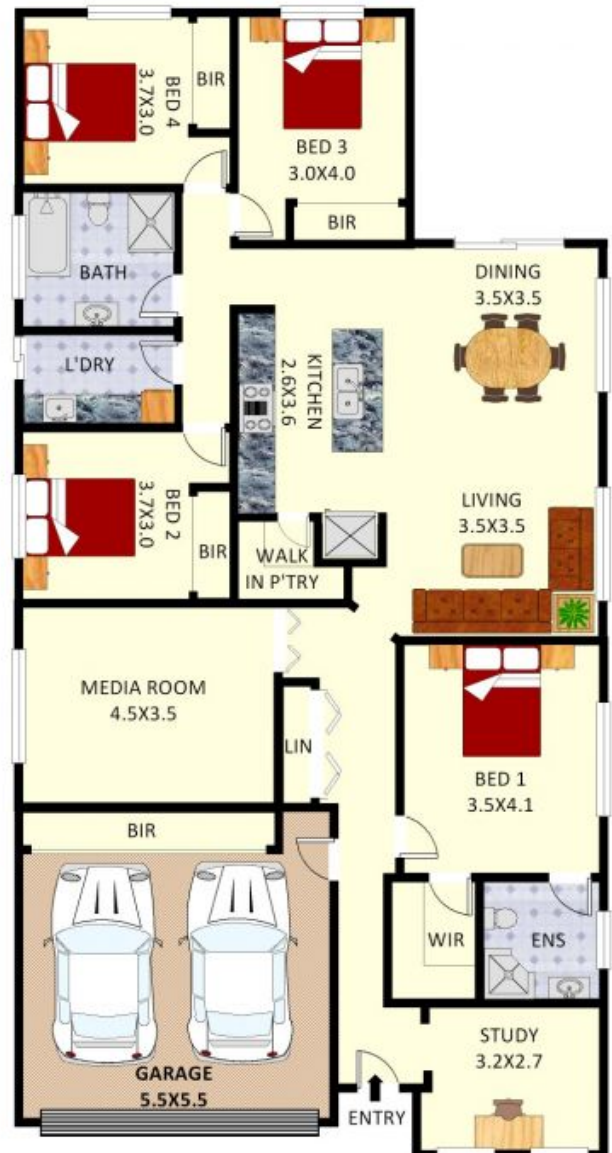 BED 4
3.7X3.0
BIR
BED 3
3.0X4.0
BIR
BATH
DINING
3.5X3.5
L'DRY
KITCHEN
2.6X3.6
BED 2
3.7X3.0
BIR
WALK
IN P'TRY
LIVING
3.5X3.5
MEDIA ROOM
4.5X3.5
LIN
BED 1
3.5X4.1
BIR
WIR
ENS
STUDY
3.2X2.7
GARAGE
5.5X5.5
ENTRY